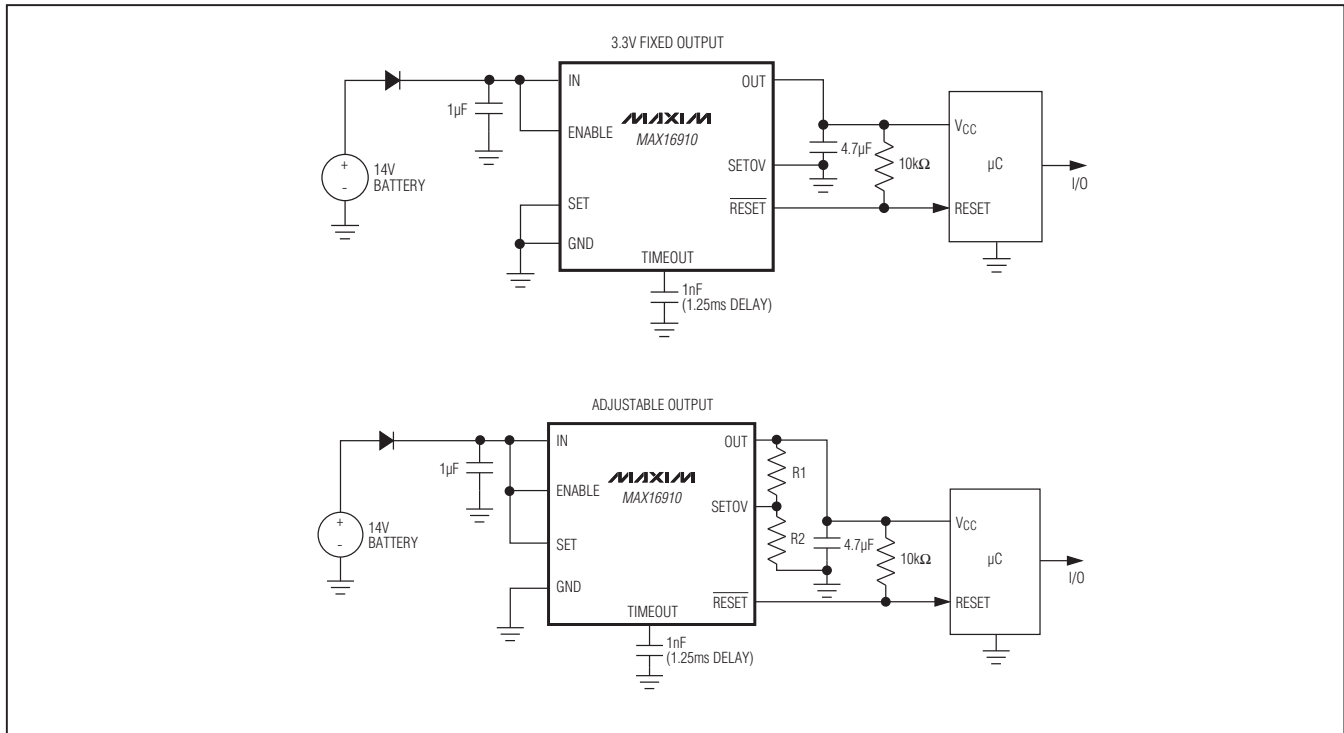 3.3V FIXED OUTPUT
IN
OUT
1µF
ENABLE
MAXIM
MAX16910
VCC
4.7µF
10kΩ
µC
SETOV
14V
BATTERY
+
-
I/O
SET
RESET
RESET
GND
TIMEOUT
1nF
(1.25ms DELAY)
ADJUSTABLE OUTPUT
IN
OUT
1µF
R1
MAXIM
ENABLE
MAX16910
SETOV
VCC
14V
BATTERY
+
-
R2
4.7µF
10kΩ
SET
µC
I/O
GND
RESET
RESET
TIMEOUT
1nF
(1.25ms DELAY)